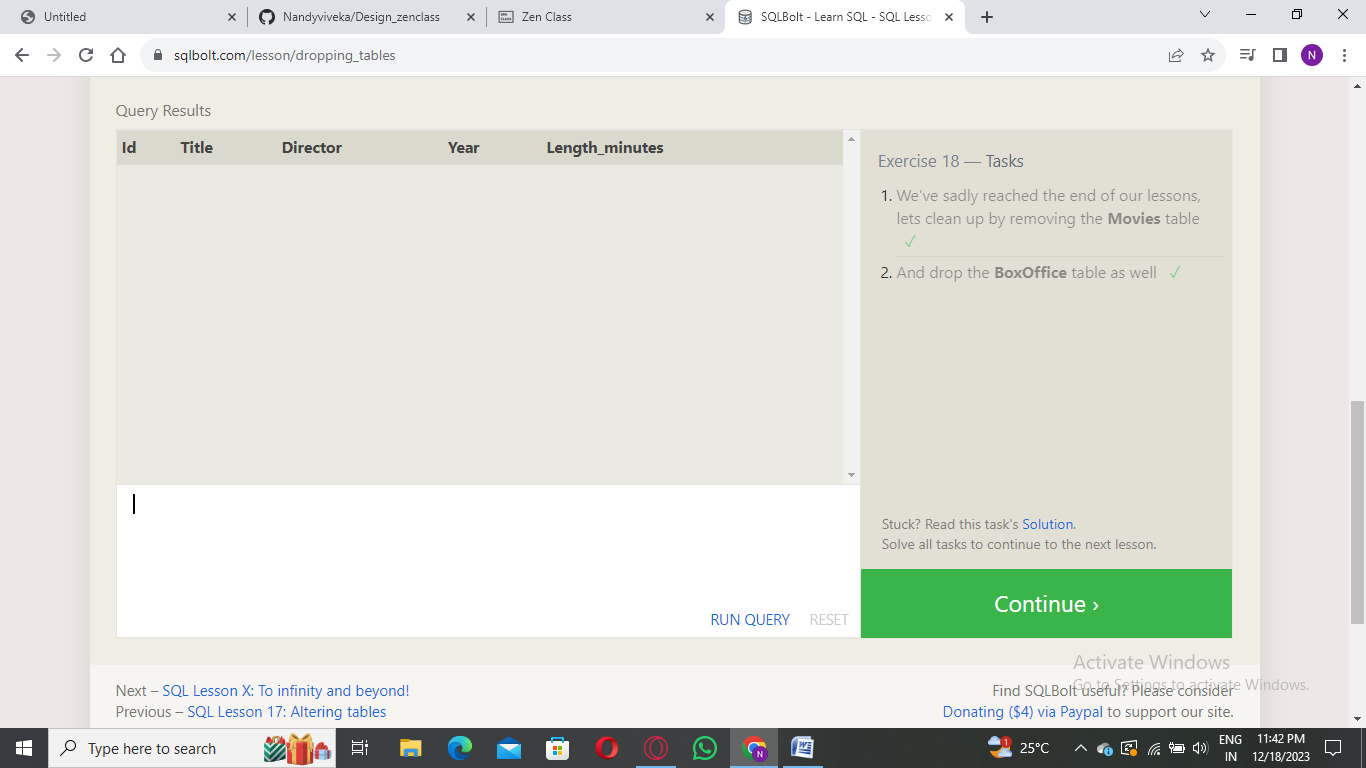 Untitled
Nandyviveka/Design_zenclass
Zen Class
SQLBolt - Learn SQL - SQL Lesso
sqlbolt.com/lesson/dropping_tables
N
Query Results
Id Title Director Year Length_minutes
Exercise 18 — Tasks
1. We've sadly reached the end of our lessons,
lets clean up by removing the Movies table
✓
2. And drop the BoxOffice table as well ✓
Stuck? Read this task's Solution.
Solve all tasks to continue to the next lesson.
RUN QUERY RESET
Continue ›
Activate Windows
Go to Settings to activate Windows.
Next – SQL Lesson X: To infinity and beyond!
Previous – SQL Lesson 17: Altering tables
Find SQLBolt useful? Please consider
Donating ($4) via Paypal to support our site.
Type here to search
25°C
ENG
IN
11:42 PM
12/18/2023